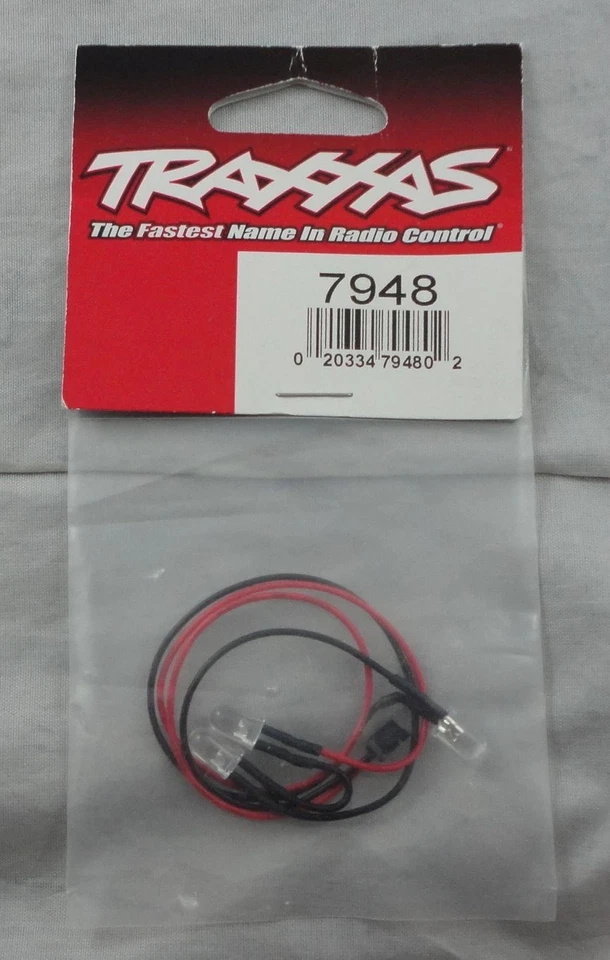 TRAXXAS
The Fastest Name In Radio Control
7948
0 20334 79480 2